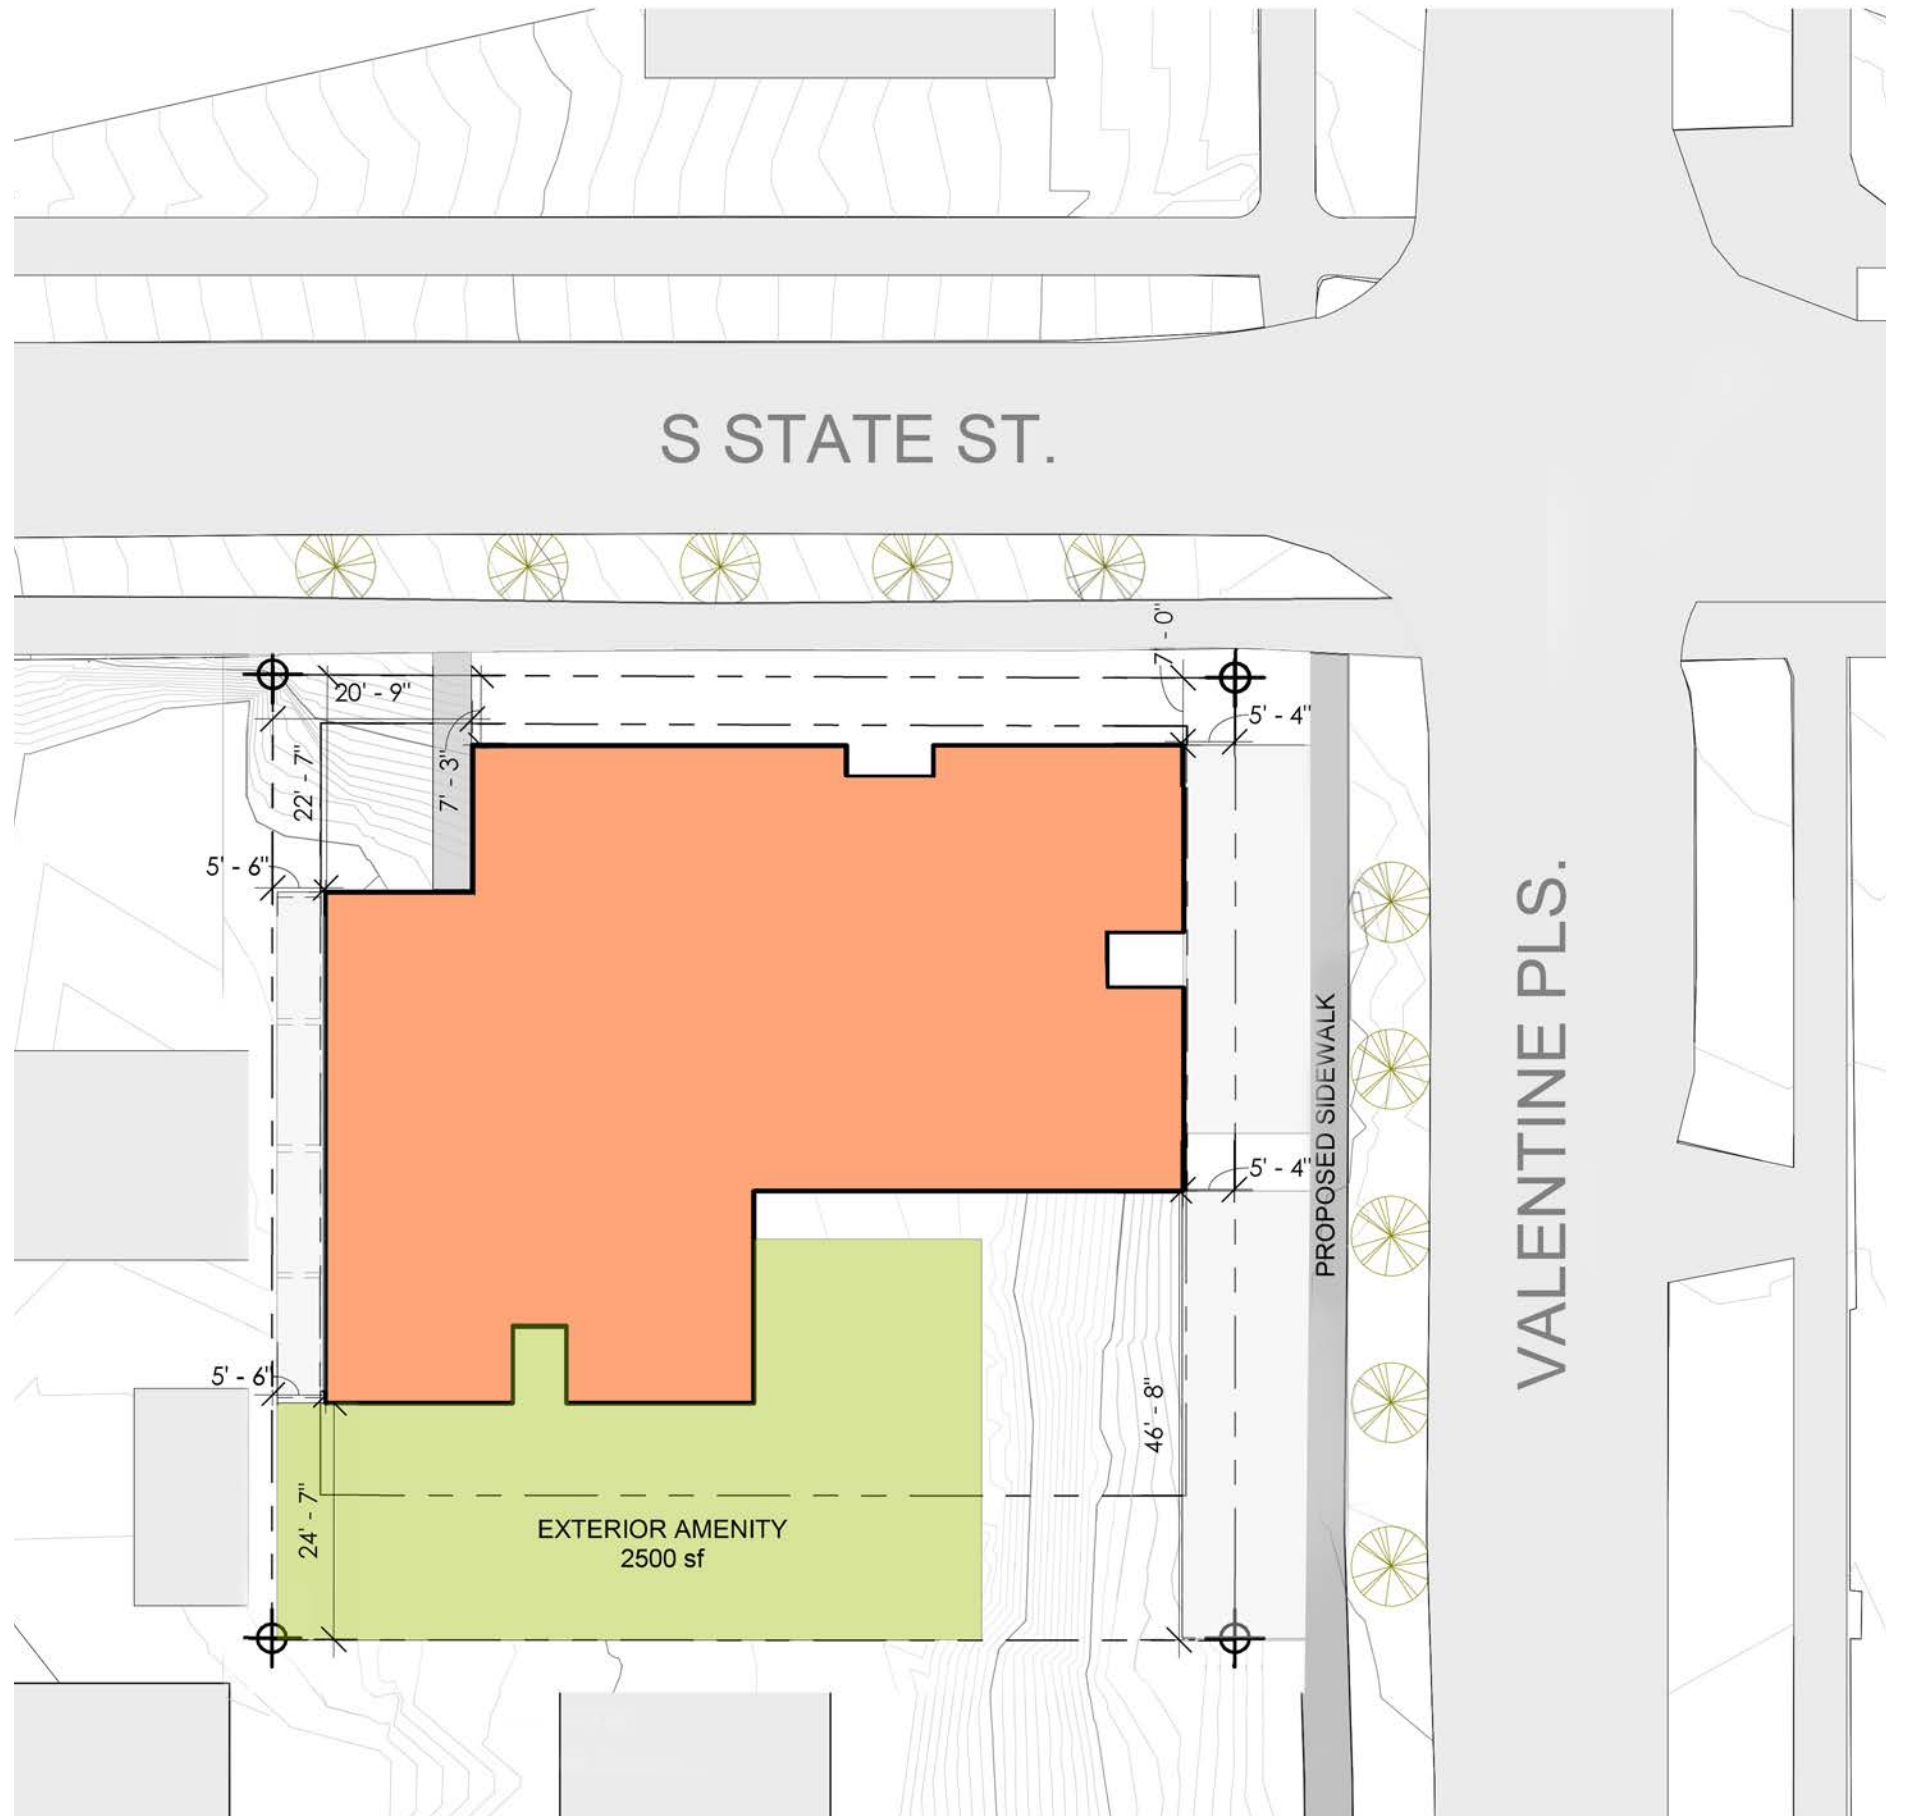 S STATE ST.
7' - 0"
20' - 9"
5' - 4"
22' - 7"
7' - 3"
5' - 6"
VALENTINE PLS.
PROPOSED SIDEWALK
5' - 4"
5' - 6"
46' - 8"
24' - 7"
EXTERIOR AMENITY
2500 sf